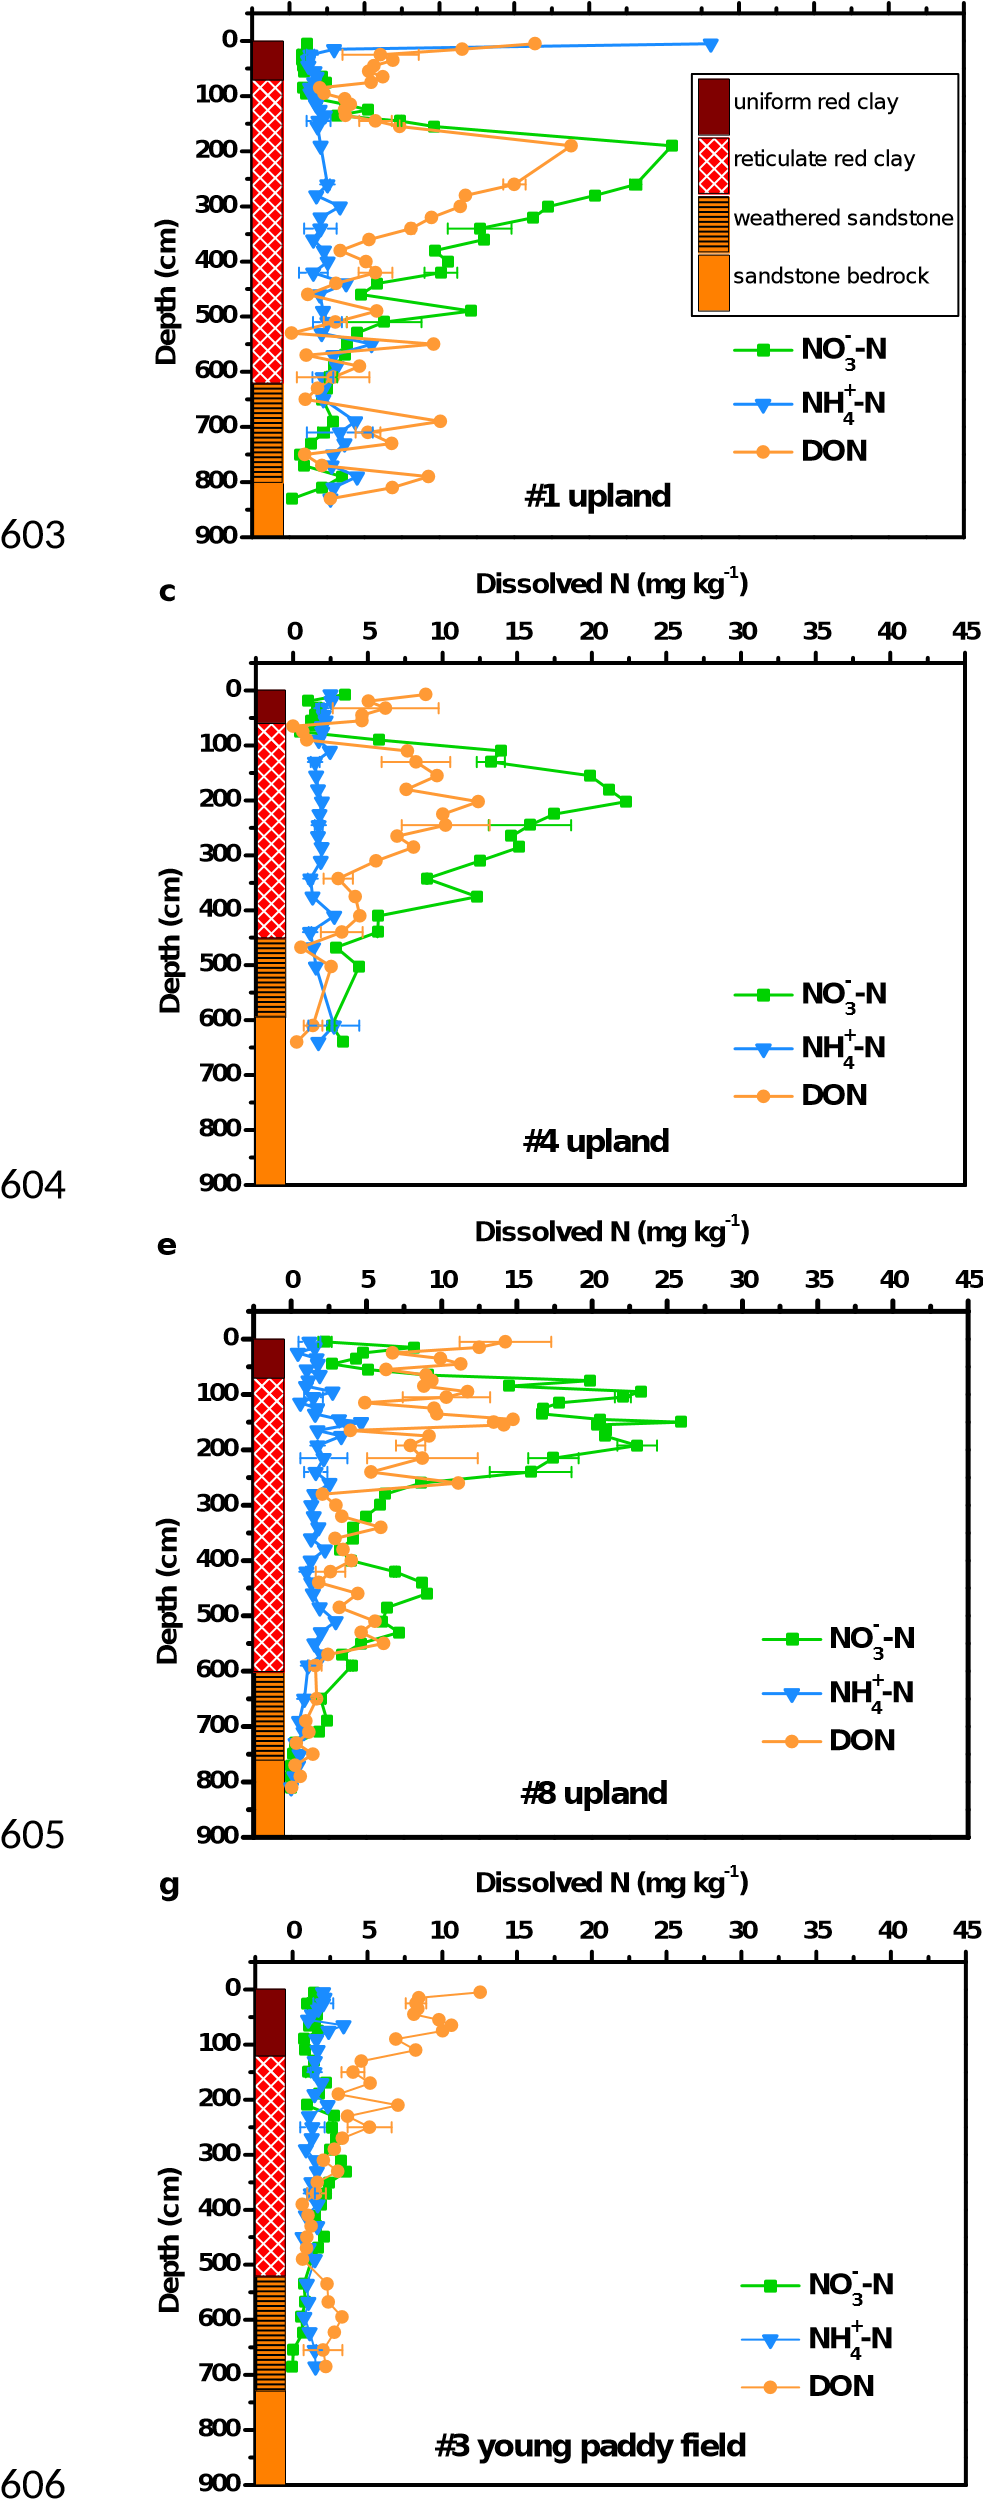 0
100
200
300
400
500
600
700
800
900
Depth (cm)
uniform red clay
reticulate red clay
weathered sandstone
sandstone bedrock
NO₃⁻-N
NH₄⁺-N
DON
#1 upland
603
c
Dissolved N (mg kg⁻¹)
0 5 10 15 20 25 30 35 40 45
0
100
200
300
400
500
600
700
800
900
Depth (cm)
NO₃⁻-N
NH₄⁺-N
DON
#4 upland
604
e
Dissolved N (mg kg⁻¹)
0 5 10 15 20 25 30 35 40 45
0
100
200
300
400
500
600
700
800
900
Depth (cm)
NO₃⁻-N
NH₄⁺-N
DON
#8 upland
605
g
Dissolved N (mg kg⁻¹)
0 5 10 15 20 25 30 35 40 45
0
100
200
300
400
500
600
700
800
900
Depth (cm)
NO₃⁻-N
NH₄⁺-N
DON
#3 young paddy field
606